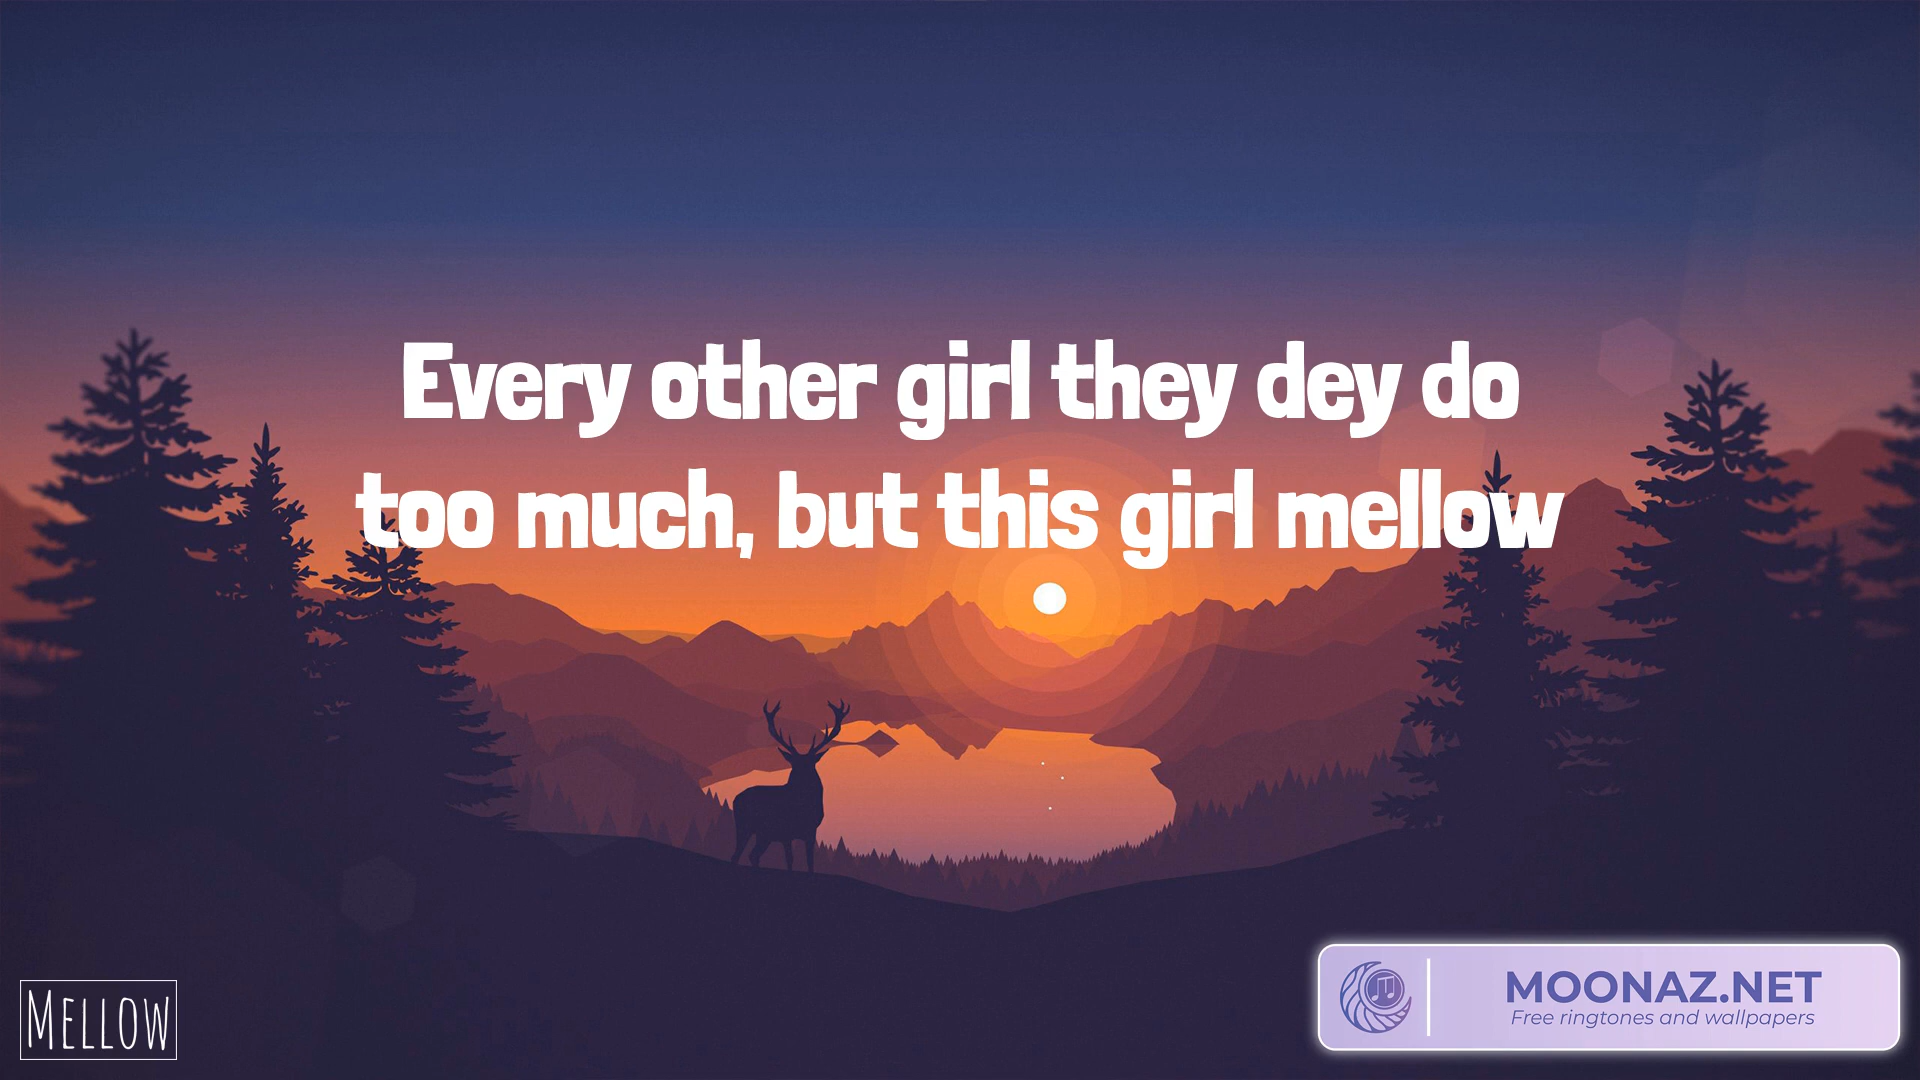 Every other girl they dey do
too much, but this girl mellow
MELLOW
MOONAZ.NET
Free ringtones and wallpapers